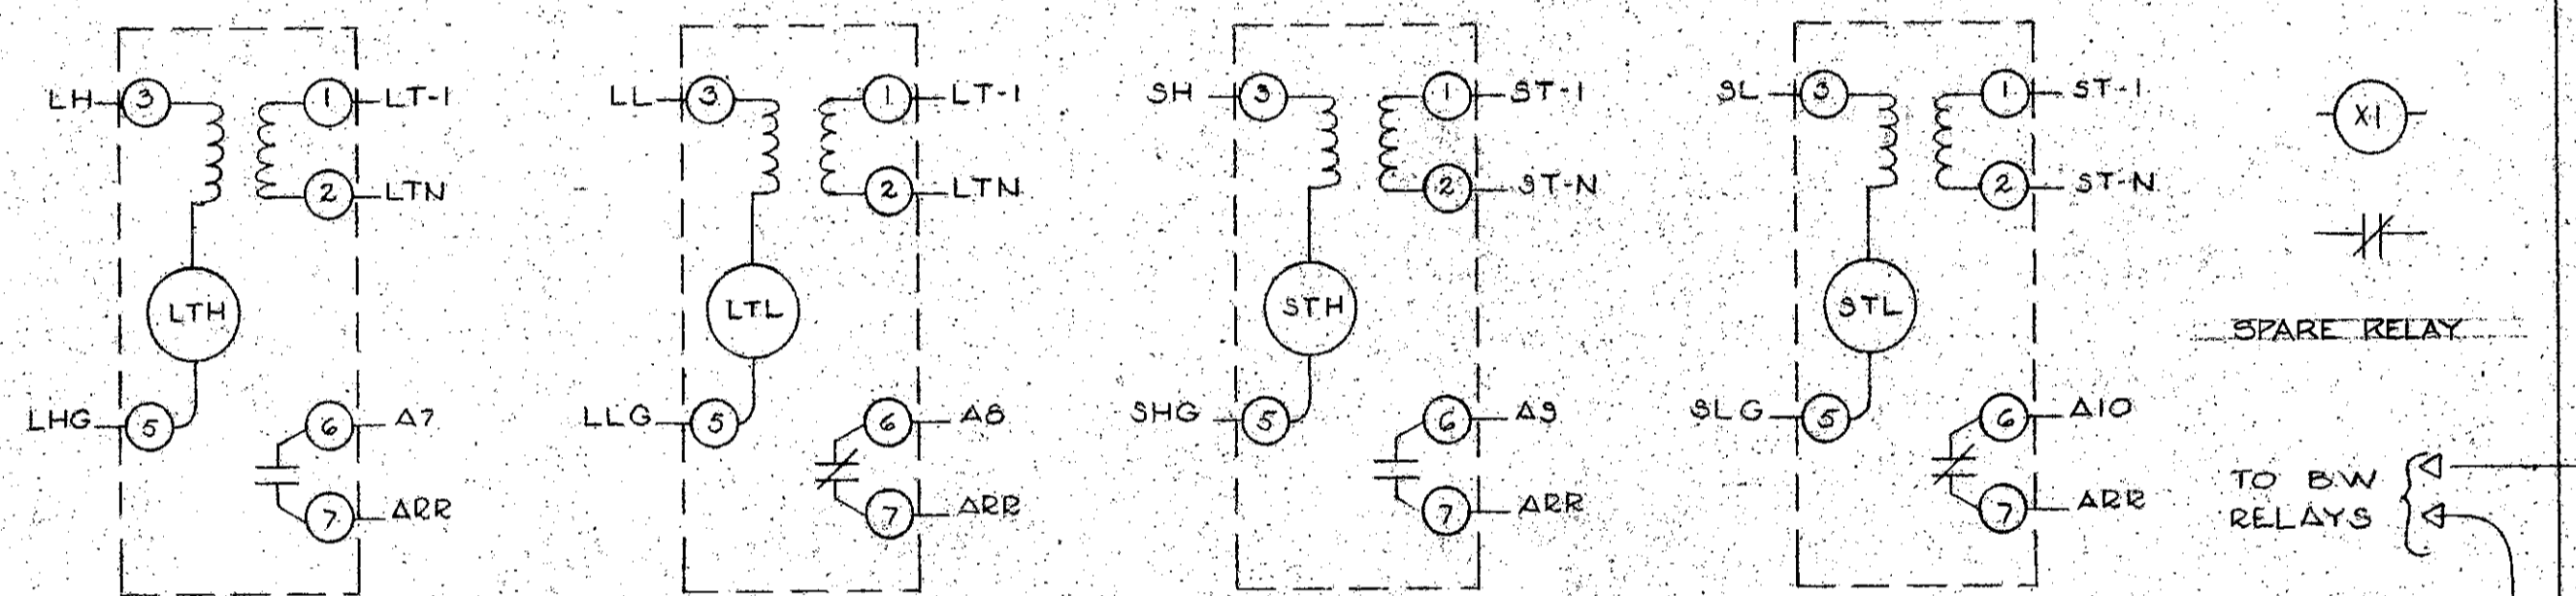 LH 3 1 LT-1
2 LTN
LTH
LHG 5 6 A7
7 ARR
LL 3 1 LT-1
2 LTN
LTL
LLG 5 6 A8
7 ARR
SH 3 1 ST-1
2 ST-N
STH
SHG 5 6 A9
7 ARR
SL 3 1 ST-1
2 ST-N
STL
SLG 5 6 A10
7 ARR
X1
SPARE RELAY
TO B.W
RELAYS